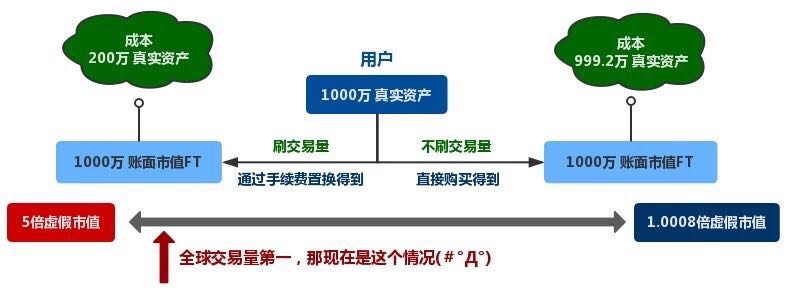 成本
200万 真实资产
成本
999.2万 真实资产
用户
1000万 真实资产
刷交易量
不刷交易量
1000万 账面市值FT
通过手续费置换得到
直接购买得到
1000万 账面市值FT
5倍虚假市值
1.0008倍虚假市值
全球交易量第一，那现在是这个情况(＃°Д°)